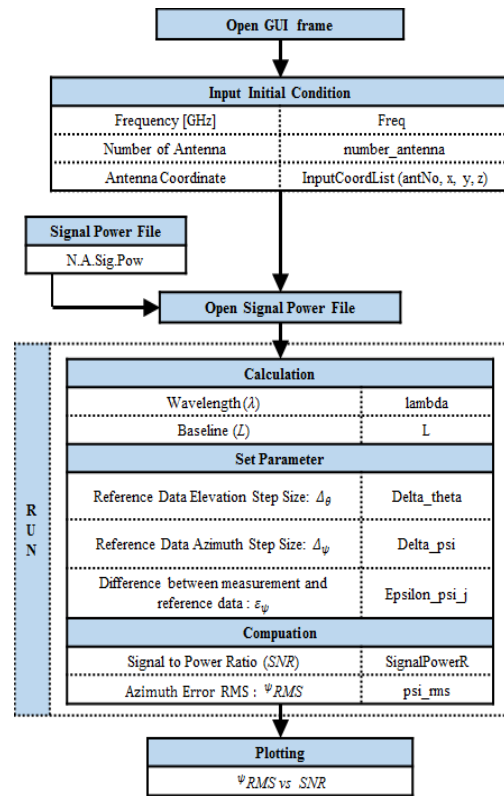 Open GUI frame
Input Initial Condition
Frequency [GHz] Freq
Number of Antenna number_antenna
Antenna Coordinate InputCoordList (antNo, x, y, z)
Signal Power File
N.A.Sig.Pow
Open Signal Power File
RUN
Calculation
Wavelength (λ) lambda
Baseline (L) L
Set Parameter
Reference Data Elevation Step Size: Δθ Delta_theta
Reference Data Azimuth Step Size: Δψ Delta_psi
Difference between measurement and
reference data : εψ Epsilon_psi_j
Compuation
Signal to Power Ratio (SNR) SignalPowerR
Azimuth Error RMS : ψRMS psi_rms
Plotting
ψRMS vs SNR